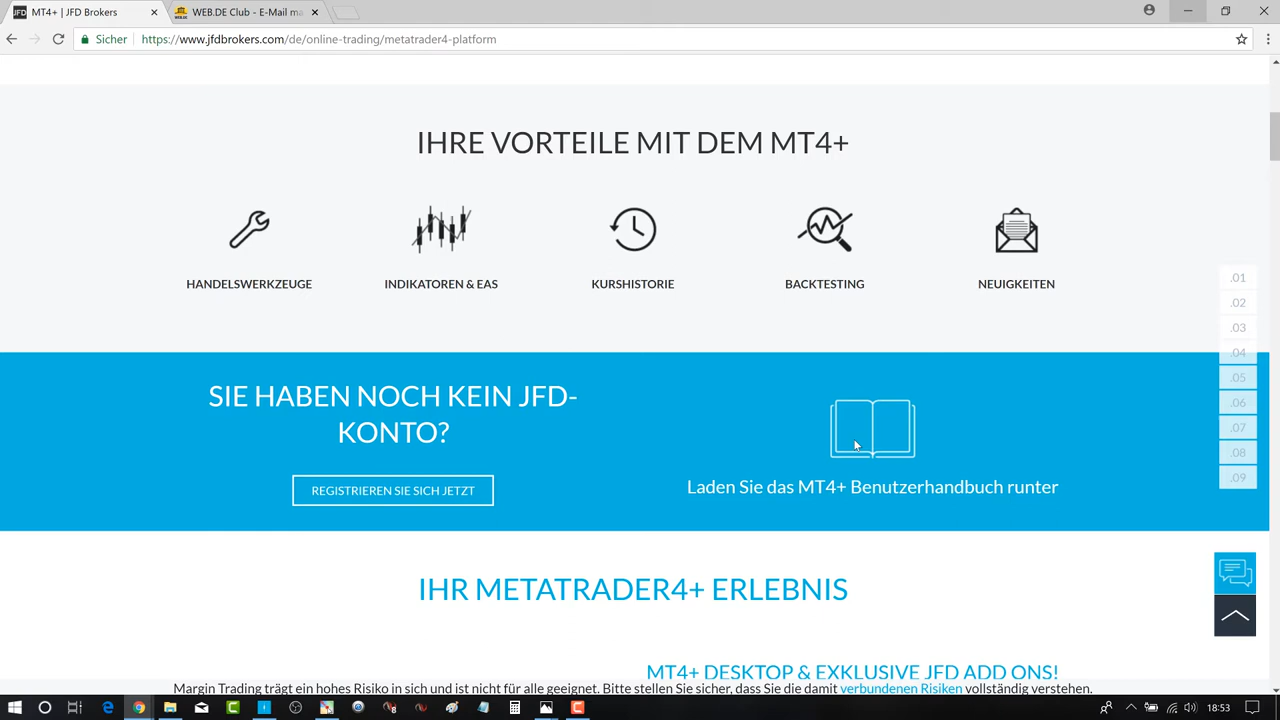 MT4+ | JFD Brokers
WEB.DE Club - E-Mail ma
Sicher https://www.jfdbrokers.com/de/online-trading/metatrader4-platform
IHRE VORTEILE MIT DEM MT4+
HANDELSWERKZEUGE INDIKATOREN & EAS KURSHISTORIE BACKTESTING NEUIGKEITEN
.01
.02
.03
.04
.05
.06
.07
.08
.09
SIE HABEN NOCH KEIN JFD-
KONTO?
REGISTRIEREN SIE SICH JETZT
Laden Sie das MT4+ Benutzerhandbuch runter
IHR METATRADER4+ ERLEBNIS
MT4+ DESKTOP & EXKLUSIVE JFD ADD ONS!
Margin Trading trägt ein hohes Risiko in sich und ist nicht für alle geeignet. Bitte stellen Sie sicher, dass Sie die damit verbundenen Risiken vollständig verstehen.
18:53